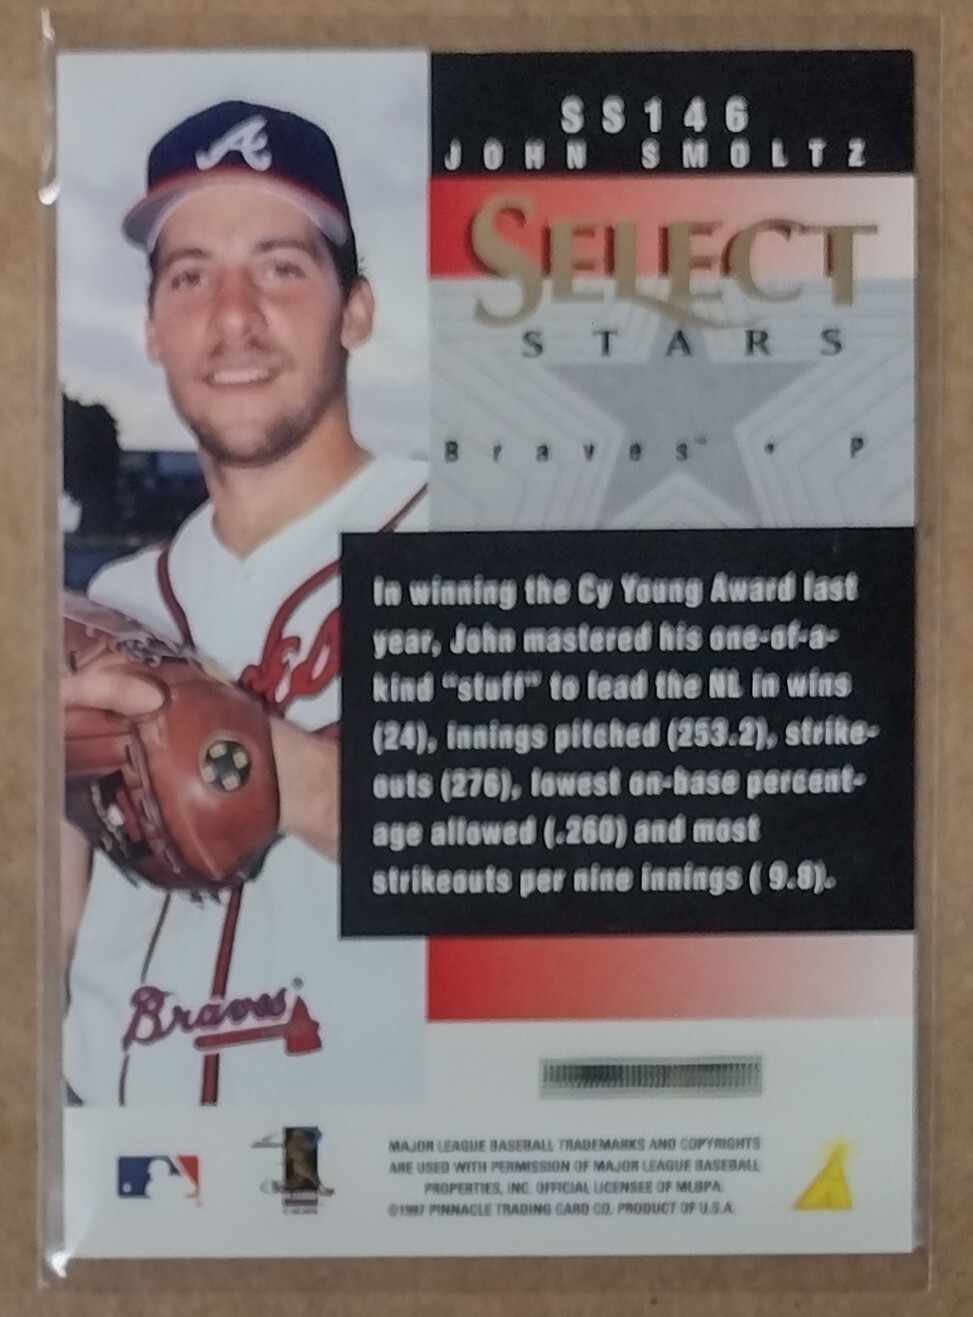 SS146
JOHN SMOLTZ
SELECT
STARS
Braves™ • P
In winning the Cy Young Award last
year, John mastered his one-of-a-
kind "stuff" to lead the NL in wins
(24), innings pitched (253.2), strike-
outs (276), lowest on-base percent-
age allowed (.260) and most
strikeouts per nine innings ( 9.8).
Braves
MAJOR LEAGUE BASEBALL TRADEMARKS AND COPYRIGHTS
ARE USED WITH PERMISSION OF MAJOR LEAGUE BASEBALL
PROPERTIES, INC. OFFICIAL LICENSEE OF MLBPA.
©1997 PINNACLE TRADING CARD CO. PRODUCT OF U.S.A.